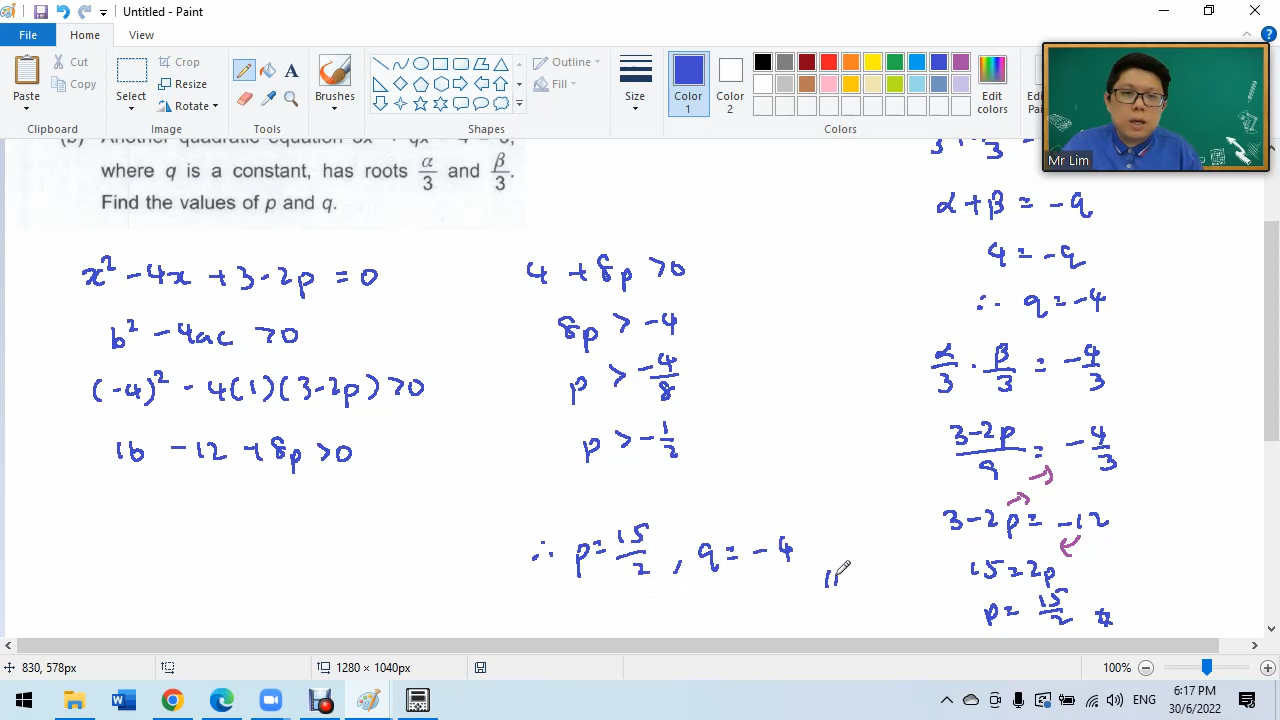 Untitled - Paint
File
Home
View
Paste
Cut
Copy
Clipboard
Select
Crop
Resize
Rotate
Image
A
Tools
Brushes
Shapes
Outline
Fill
Size
Color 1
Color 2
Edit colors
Colors
Mr Lim
where q is a constant, has roots α/3 and β/3.
Find the values of p and q.
x² - 4x + 3 - 2p = 0
b² - 4ac > 0
(-4)² - 4(1)(3-2p) > 0
16 - 12 + 8p > 0
4 + 8p > 0
8p > -4
p > -4/8
p > -1/2
∴ p = 15/2 , q = -4
α + β = -q
4 = -q
∴ q = -4
α/3 · β/3 = -4/3
(3-2p)/9 = -4/3
3 - 2p = -12
15 = 2p
p = 15/2
830, 578px
1280 × 1040px
100%
ENG
6:17 PM
30/6/2022